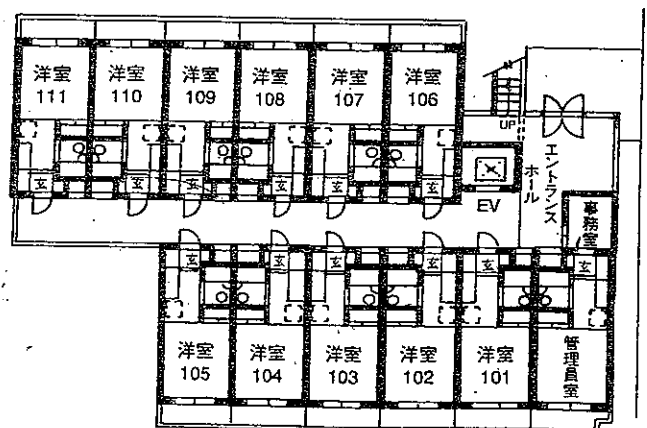 洋室
111
洋室
110
洋室
109
洋室
108
洋室
107
洋室
106
玄
玄
玄
玄
玄
玄
UP
EV
エントランス
ホール
事務室
玄
玄
玄
玄
玄
洋室
105
洋室
104
洋室
103
洋室
102
洋室
101
管理員室